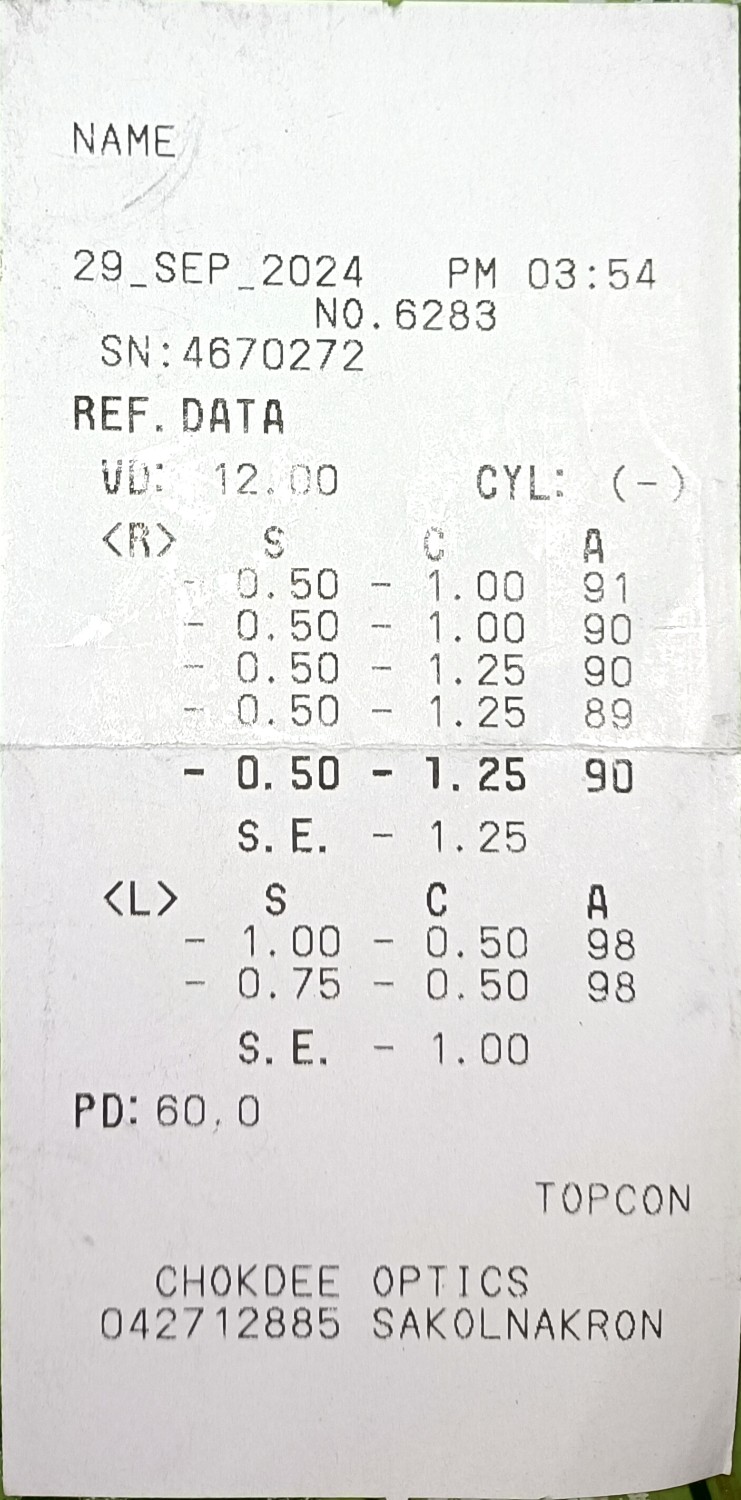 NAME
29_SEP_2024 PM 03:54
NO.6283
SN:4670272
REF. DATA
VD: 12.00 CYL: (-)
<R> S C A
- 0.50 - 1.00 91
- 0.50 - 1.00 90
- 0.50 - 1.25 90
- 0.50 - 1.25 89
- 0.50 - 1.25 90
S.E. - 1.25
<L> S C A
- 1.00 - 0.50 98
- 0.75 - 0.50 98
S.E. - 1.00
PD: 60.0
TOPCON
CHOKDEE OPTICS
042712885 SAKOLNAKRON